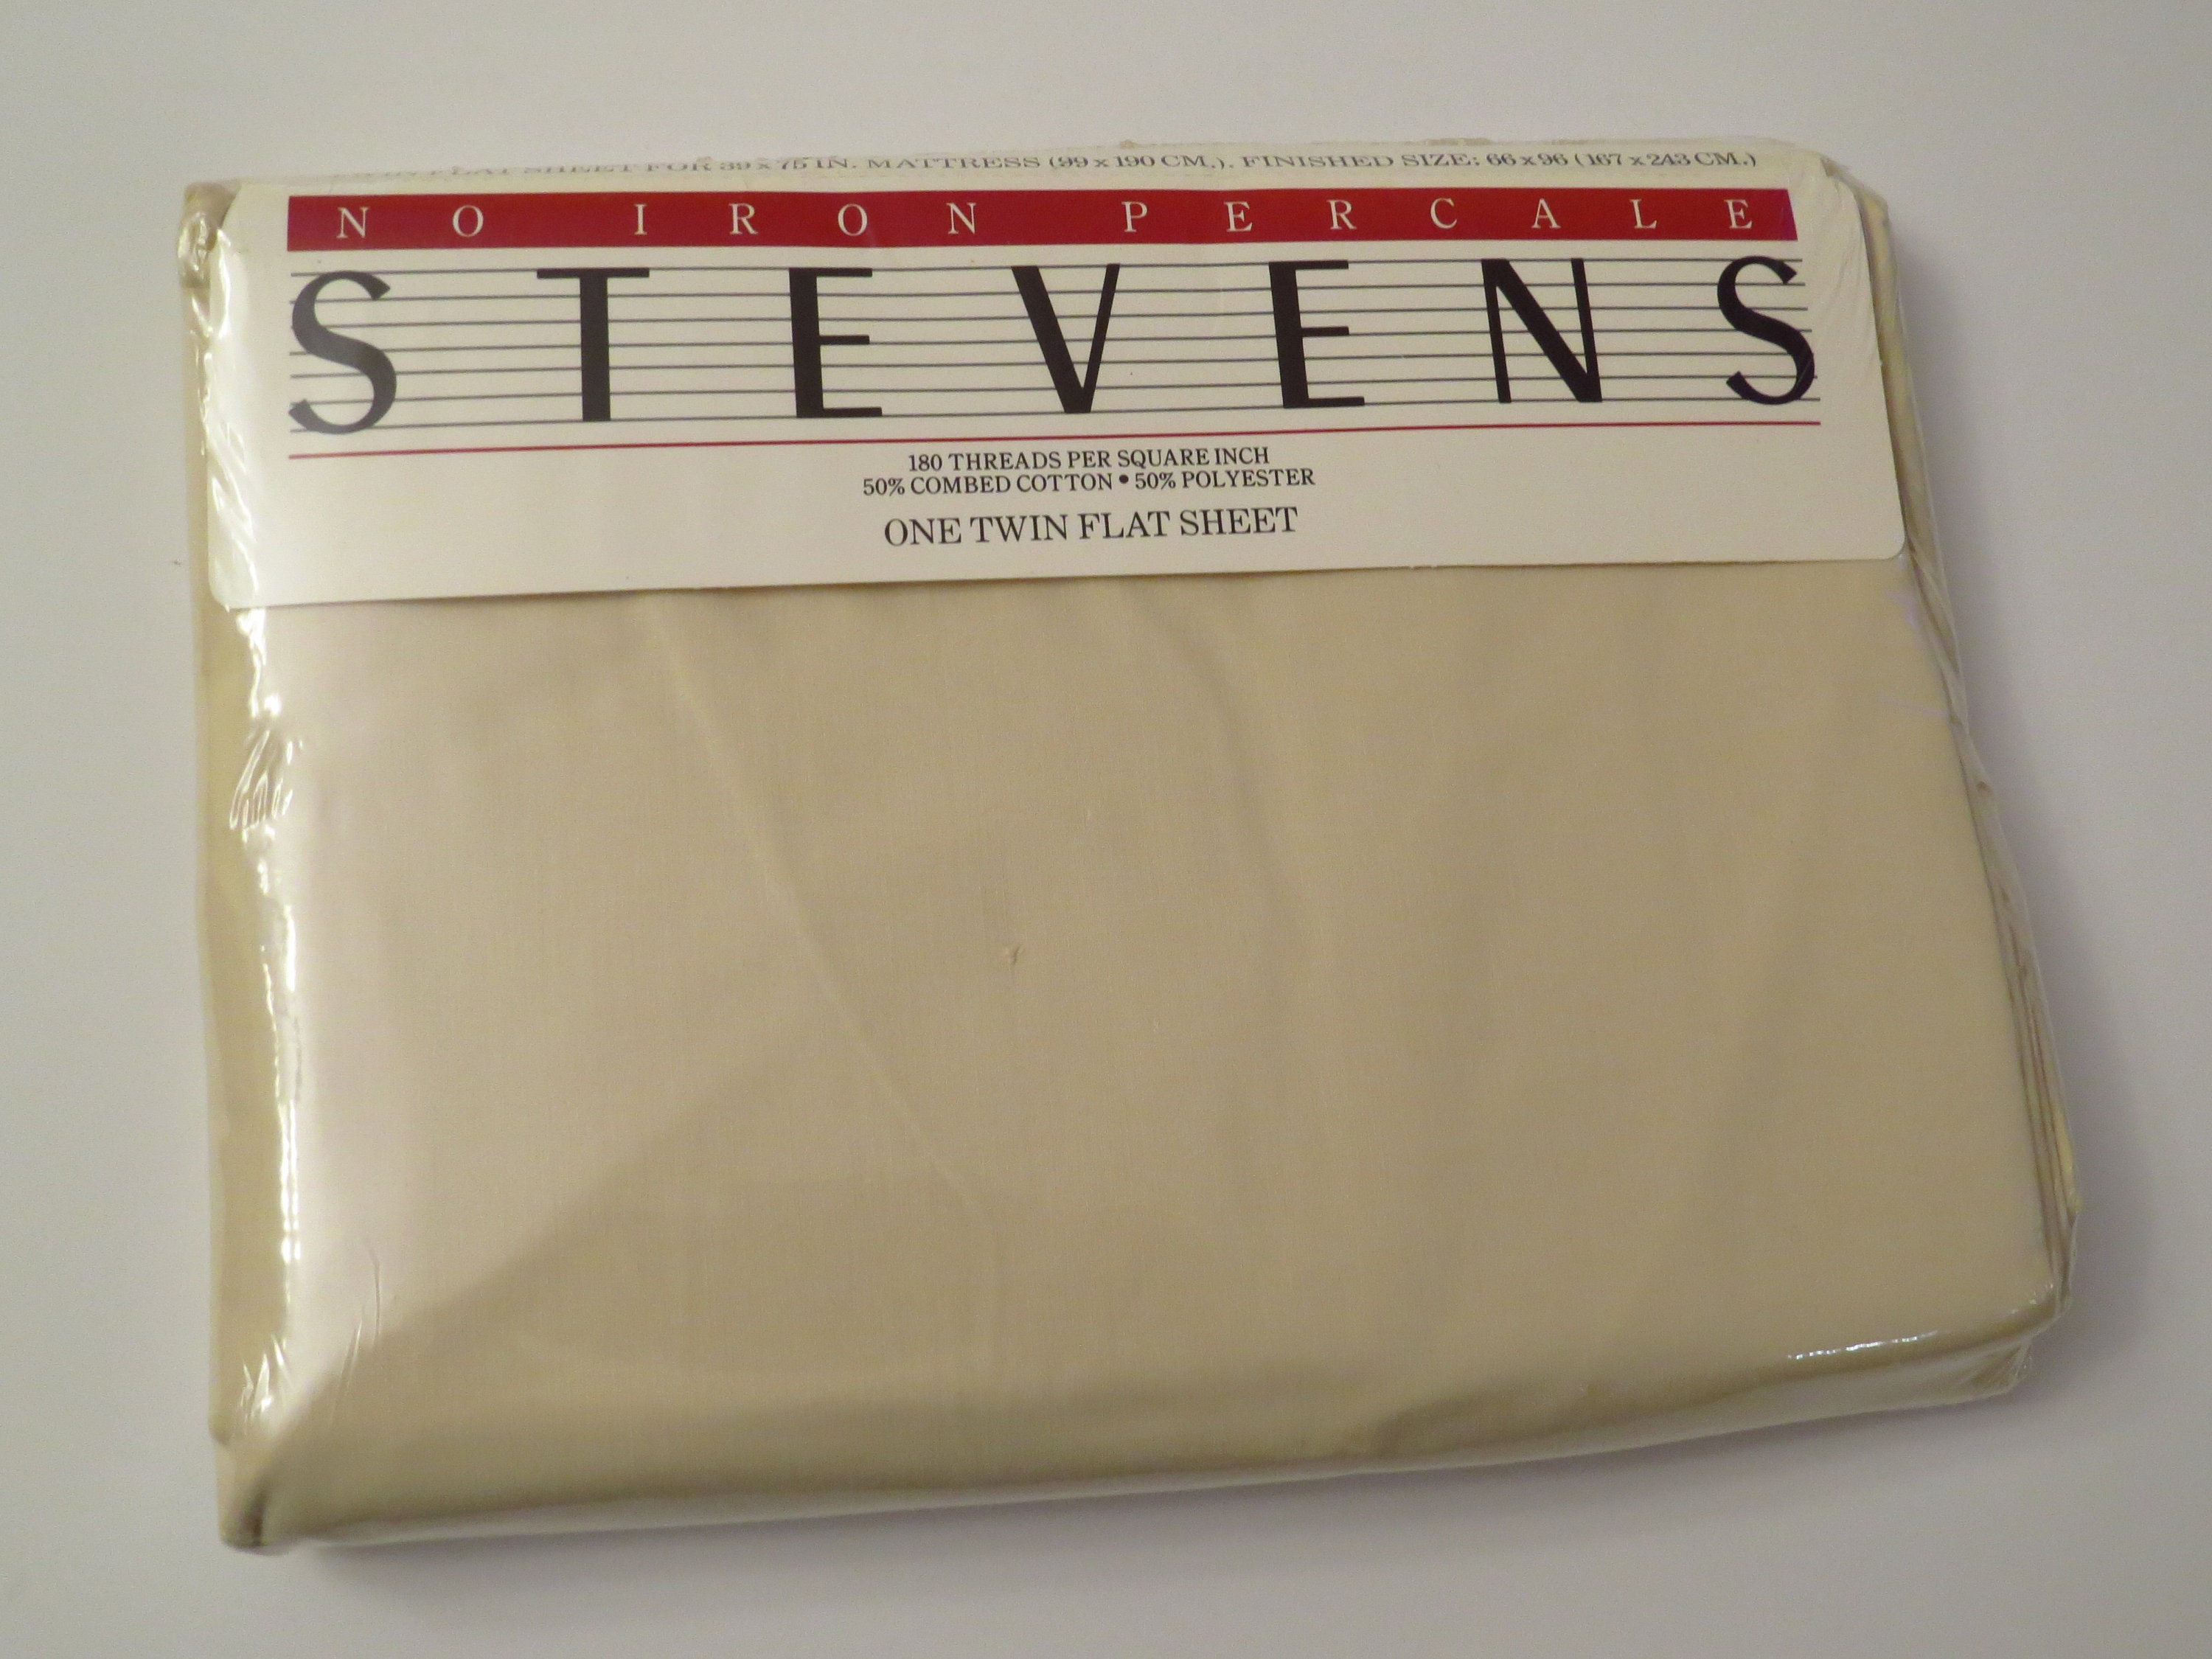 TWIN FLAT SHEET FOR 39 x 75 IN. MATTRESS (99 x 190 CM.). FINISHED SIZE: 66 x 96 (167 x 243 CM.)
NO IRON PERCALE
STEVENS
180 THREADS PER SQUARE INCH
50% COMBED COTTON • 50% POLYESTER
ONE TWIN FLAT SHEET